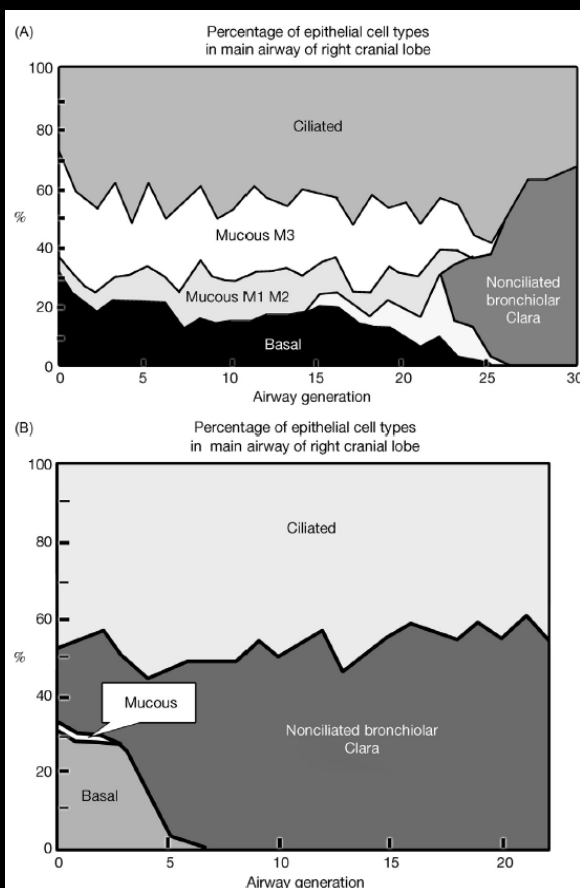 (A)
Percentage of epithelial cell types
in main airway of right cranial lobe
100
80
60
%
40
20
0
Ciliated
Mucous M3
Mucous M1 M2
Basal
Nonciliated
bronchiolar
Clara
0 5 10 15 20 25 30
Airway generation
(B)
Percentage of epithelial cell types
in main airway of right cranial lobe
100
80
60
%
40
20
0
Ciliated
Mucous
Nonciliated bronchiolar
Clara
Basal
0 5 10 15 20
Airway generation